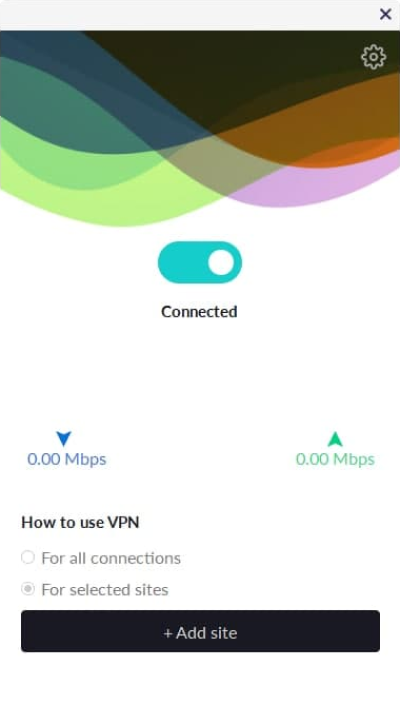 Connected
0.00 Mbps 0.00 Mbps
How to use VPN
For all connections
For selected sites
+ Add site